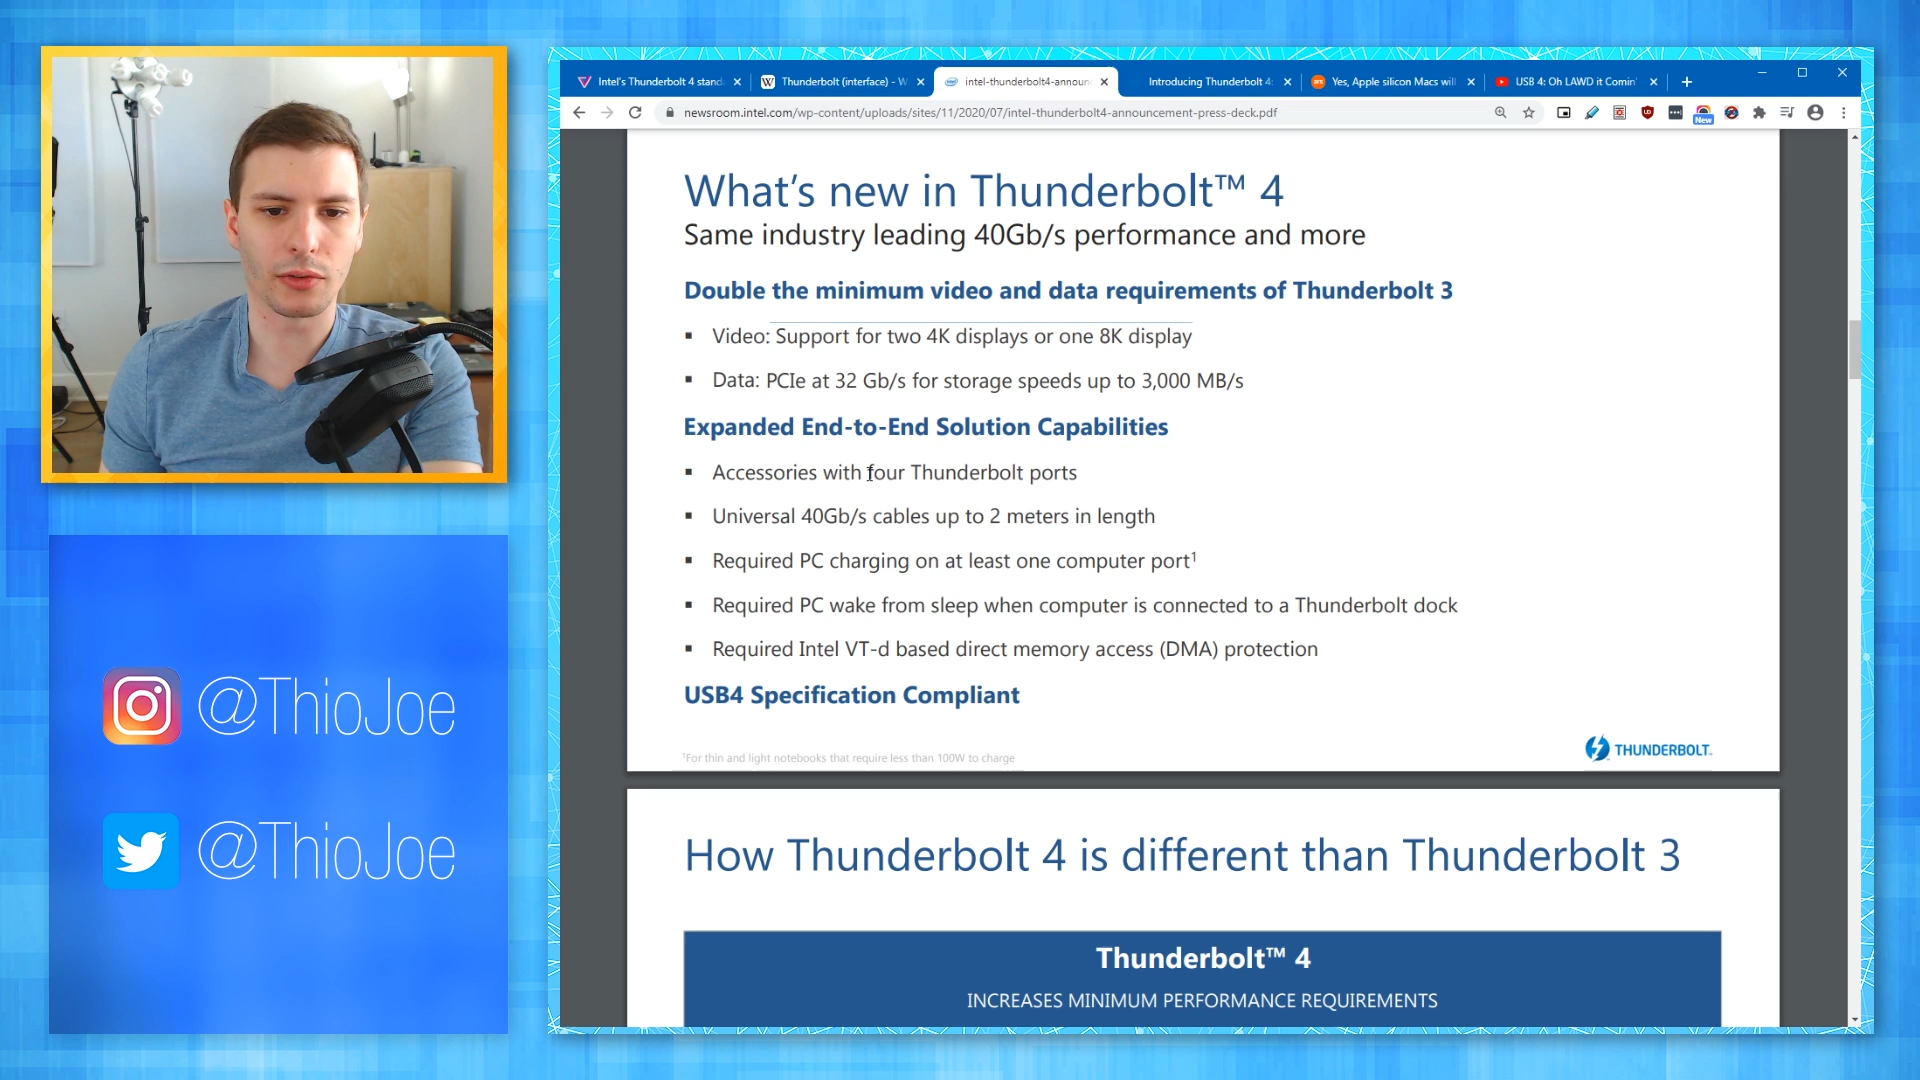 Intel's Thunderbolt 4 stand
Thunderbolt (interface) - W
intel-thunderbolt4-announ
Introducing Thunderbolt 4:
Yes, Apple silicon Macs will
USB 4: Oh LAWD it Comin'
newsroom.intel.com/wp-content/uploads/sites/11/2020/07/intel-thunderbolt4-announcement-press-deck.pdf
New
What's new in Thunderbolt™ 4
Same industry leading 40Gb/s performance and more
Double the minimum video and data requirements of Thunderbolt 3
▪ Video: Support for two 4K displays or one 8K display
▪ Data: PCIe at 32 Gb/s for storage speeds up to 3,000 MB/s
Expanded End-to-End Solution Capabilities
▪ Accessories with four Thunderbolt ports
▪ Universal 40Gb/s cables up to 2 meters in length
▪ Required PC charging on at least one computer port¹
▪ Required PC wake from sleep when computer is connected to a Thunderbolt dock
▪ Required Intel VT-d based direct memory access (DMA) protection
USB4 Specification Compliant
¹For thin and light notebooks that require less than 100W to charge
THUNDERBOLT™
How Thunderbolt 4 is different than Thunderbolt 3
Thunderbolt™ 4
INCREASES MINIMUM PERFORMANCE REQUIREMENTS
@ThioJoe
@ThioJoe